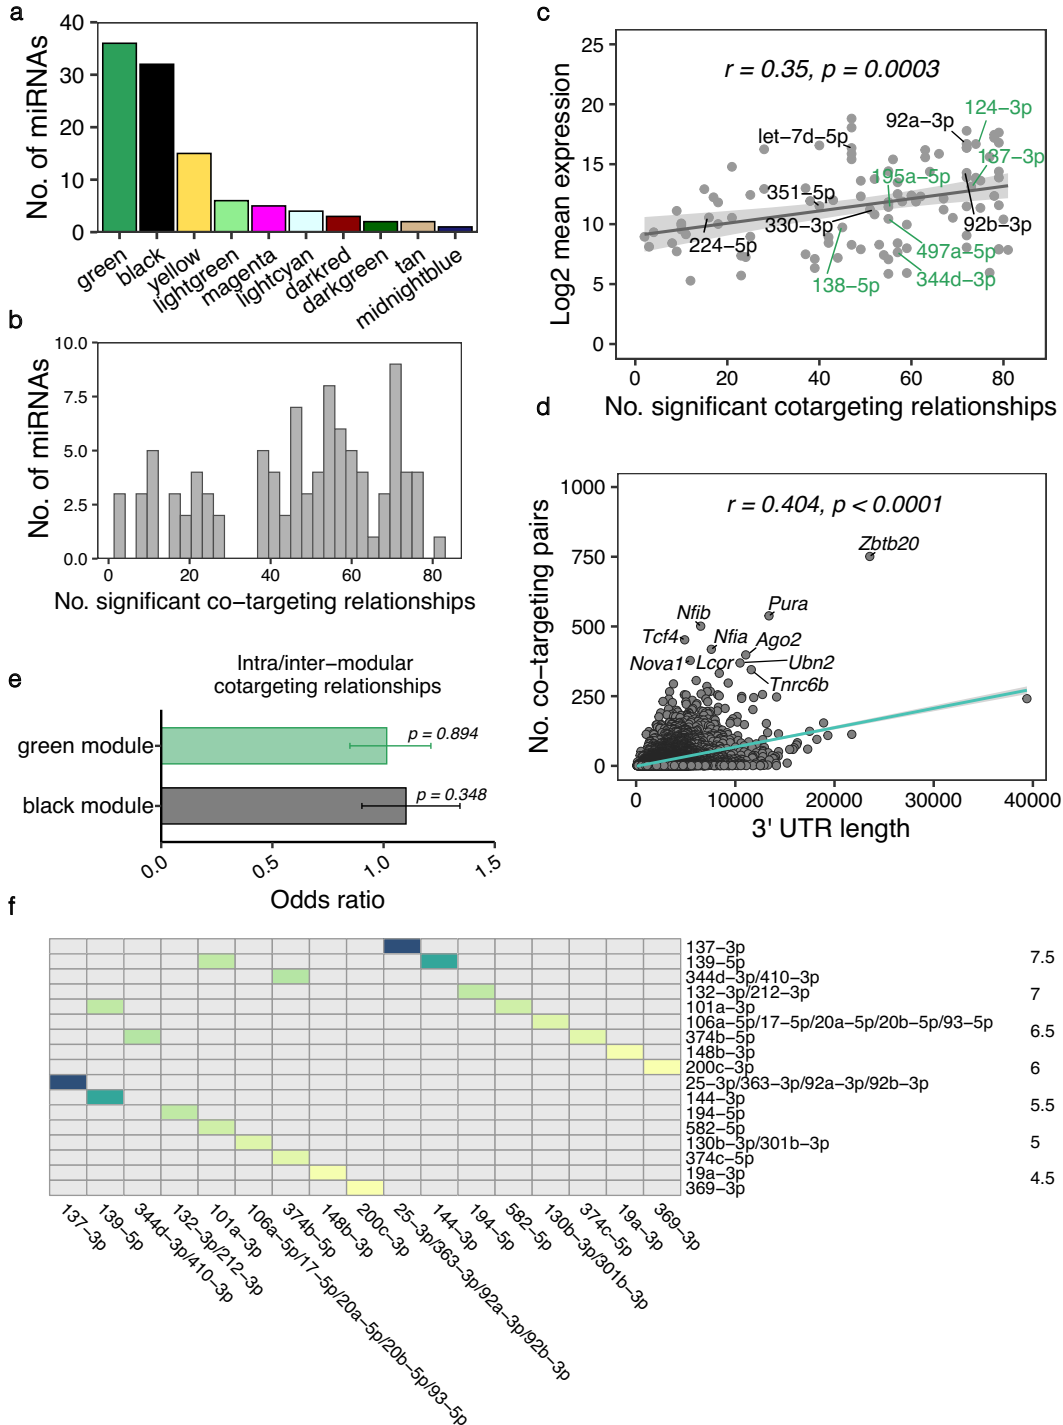 a
No. of miRNAs
40
30
20
10
0
green
black
yellow
lightgreen
magenta
lightcyan
darkred
darkgreen
tan
midnightblue
b
No. of miRNAs
10.0
7.5
5.0
2.5
0.0
0 20 40 60 80
No. significant co−targeting relationships
c
Log2 mean expression
25
20
15
10
5
0
r = 0.35, p = 0.0003
124−3p
92a−3p
let−7d−5p
137−3p
195a−5p
351−5p
330−3p
92b−3p
224−5p
497a−5p
138−5p
344d−3p
0 20 40 60 80
No. significant cotargeting relationships
d
No. co−targeting pairs
1000
750
500
250
0
r = 0.404, p < 0.0001
Zbtb20
Pura
Nfib
Tcf4
Nfia
Ago2
Nova1
Lcor
Ubn2
Tnrc6b
0 10000 20000 30000 40000
3' UTR length
e
Intra/inter−modular
cotargeting relationships
green module
p = 0.894
black module
p = 0.348
0.0 0.5 1.0 1.5
Odds ratio
f
137−3p
139−5p
344d−3p/410−3p
132−3p/212−3p
101a−3p
106a−5p/17−5p/20a−5p/20b−5p/93−5p
374b−5p
148b−3p
200c−3p
25−3p/363−3p/92a−3p/92b−3p
144−3p
194−5p
582−5p
130b−3p/301b−3p
374c−5p
19a−3p
369−3p
7.5
7
6.5
6
5.5
5
4.5
137−3p
139−5p
344d−3p/410−3p
132−3p/212−3p
101a−3p
106a−5p/17−5p/20a−5p/20b−5p/93−5p
374b−5p
148b−3p
200c−3p
25−3p/363−3p/92a−3p/92b−3p
144−3p
194−5p
582−5p
130b−3p/301b−3p
374c−5p
19a−3p
369−3p